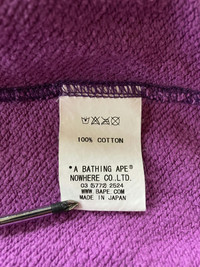 100% COTTON
*A BATHING APE®
NOWHERE CO.,LTD.
03 (5772) 2524
WWW.BAPE.COM
MADE IN JAPAN